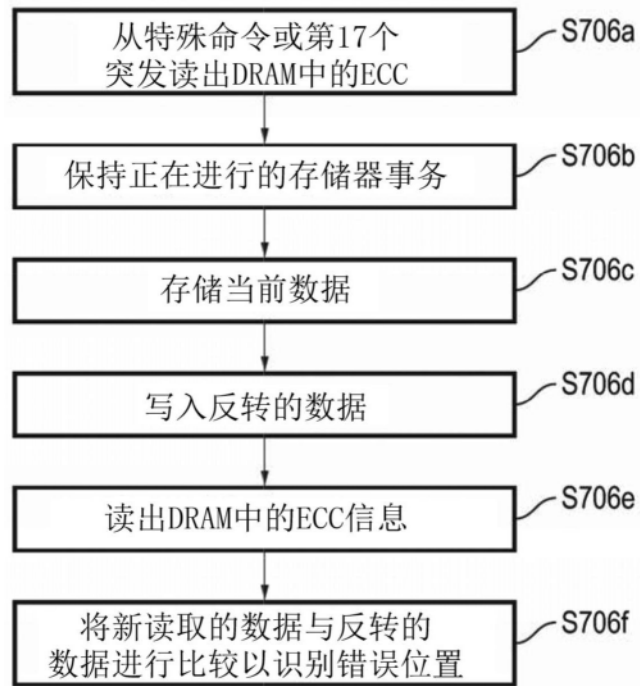 从特殊命令或第17个
突发读出DRAM中的ECC
S706a
保持正在进行的存储器事务
S706b
存储当前数据
S706c
写入反转的数据
S706d
读出DRAM中的ECC信息
S706e
将新读取的数据与反转的
数据进行比较以识别错误位置
S706f